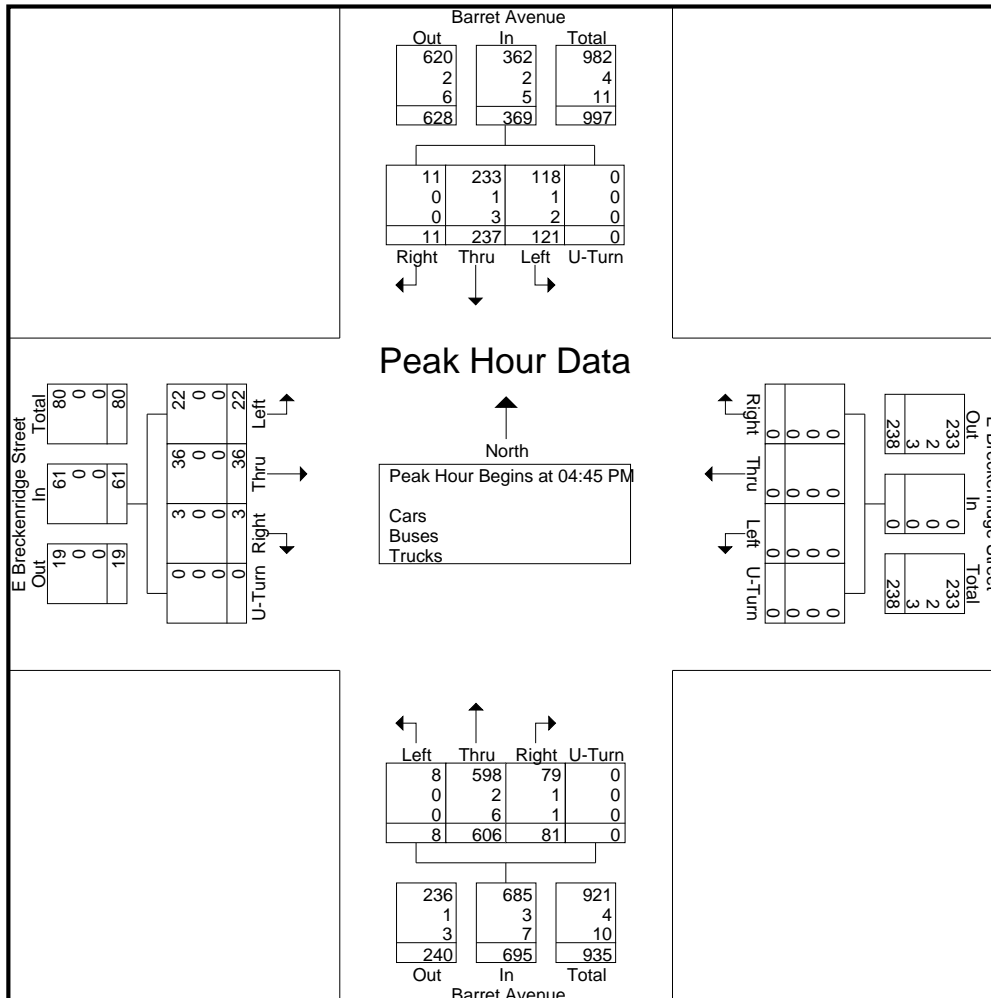 Barret Avenue
Out In Total
620 362 982
2 2 4
6 5 11
628 369 997
11 233 118 0
0 1 1 0
0 3 2 0
11 237 121 0
Right Thru Left U-Turn
Peak Hour Data
North
Peak Hour Begins at 04:45 PM
Cars
Buses
Trucks
E Breckenridge Street
Out In Total
19 61 80
0 0 0
0 0 0
19 61 80
U-Turn Right Thru Left
0 3 36 22
0 0 0 0
0 0 0 0
0 3 36 22
E Breckenridge Street
Out In Total
233 0 233
2 0 2
3 0 3
238 0 238
Right Thru Left U-Turn
0 0 0 0
0 0 0 0
0 0 0 0
0 0 0 0
Left Thru Right U-Turn
8 598 79 0
0 2 1 0
0 6 1 0
8 606 81 0
236 685 921
1 3 4
3 7 10
240 695 935
Out In Total
Barret Avenue